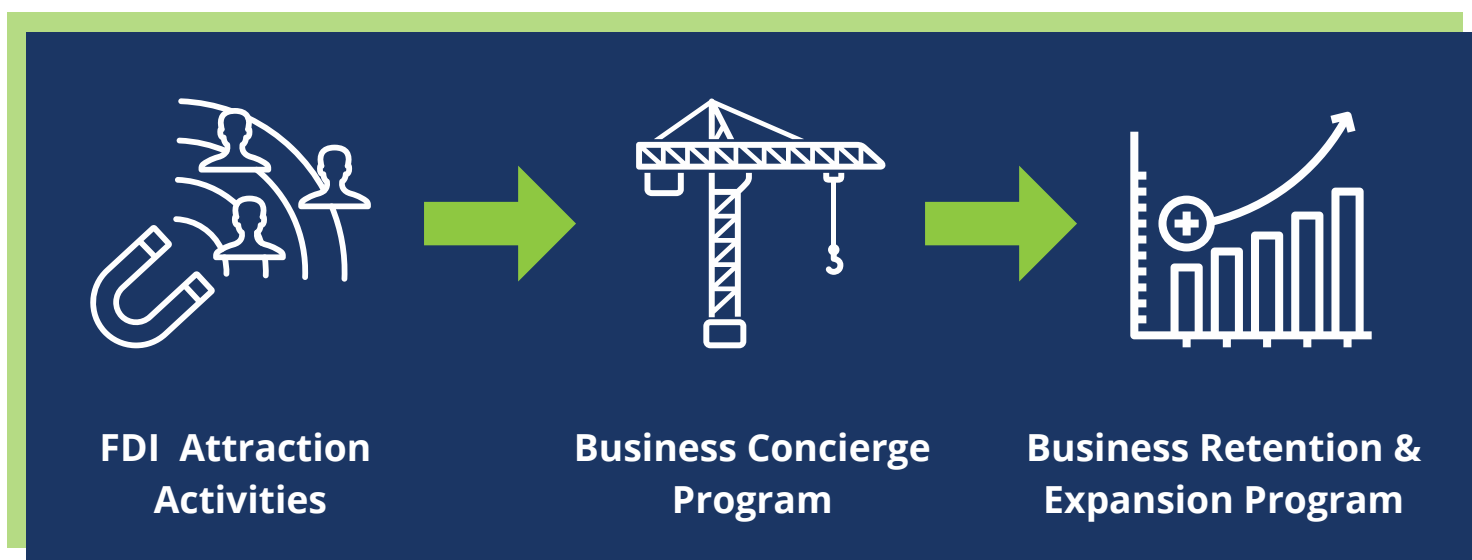 FDI  Attraction
Activities
Business Concierge
Program
Business Retention &
Expansion Program